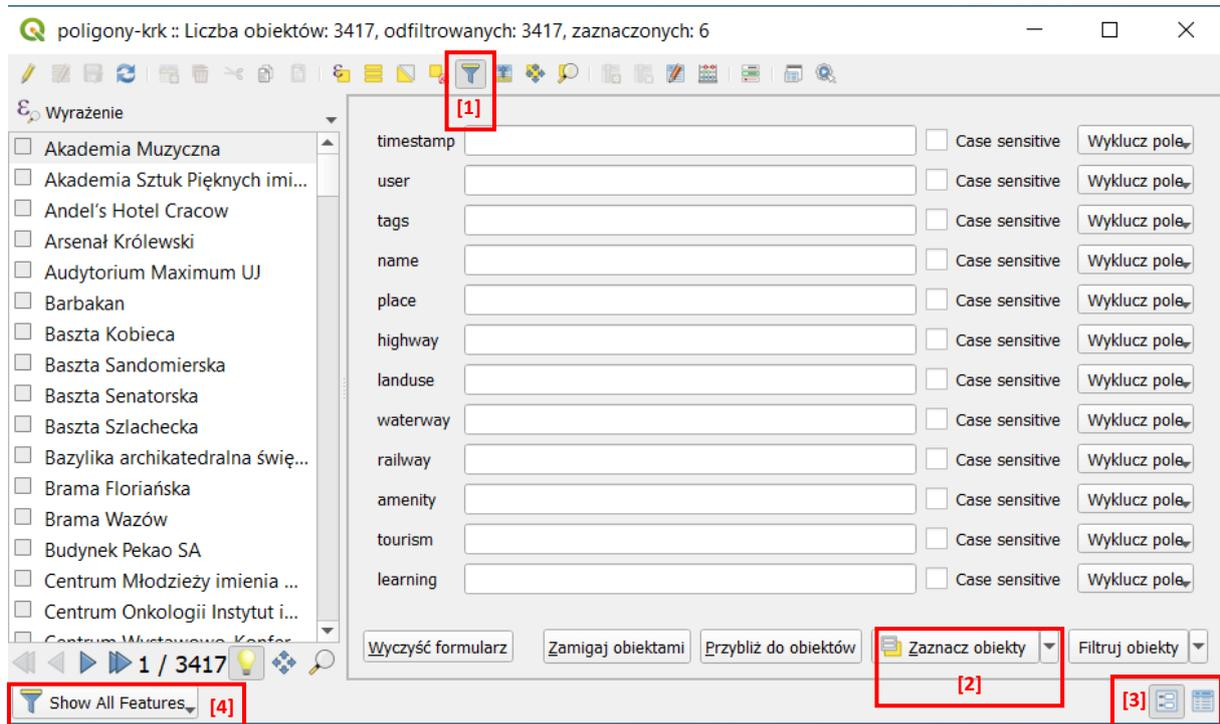 poligony-krk :: Liczba obiektów: 3417, odfiltrowanych: 3417, zaznaczonych: 6
[1]
Wyrażenie
Akademia Muzyczna
Akademia Sztuk Pięknych imi...
Andel's Hotel Cracow
Arsenał Królewski
Audytorium Maximum UJ
Barbakan
Baszta Kobieca
Baszta Sandomierska
Baszta Senatorska
Baszta Szlachecka
Bazylika archikatedralna świę...
Brama Floriańska
Brama Wazów
Budynek Pekao SA
Centrum Młodzieży imienia ...
Centrum Onkologii Instytut i...
Centrum Wystawowo-Konfer
1 / 3417
Show All Features
[4]
timestamp Case sensitive Wyklucz pole
user Case sensitive Wyklucz pole
tags Case sensitive Wyklucz pole
name Case sensitive Wyklucz pole
place Case sensitive Wyklucz pole
highway Case sensitive Wyklucz pole
landuse Case sensitive Wyklucz pole
waterway Case sensitive Wyklucz pole
railway Case sensitive Wyklucz pole
amenity Case sensitive Wyklucz pole
tourism Case sensitive Wyklucz pole
learning Case sensitive Wyklucz pole
Wyczyść formularz Zamigaj obiektami Przybliż do obiektów Zaznacz obiekty Filtruj obiekty
[2]
[3]